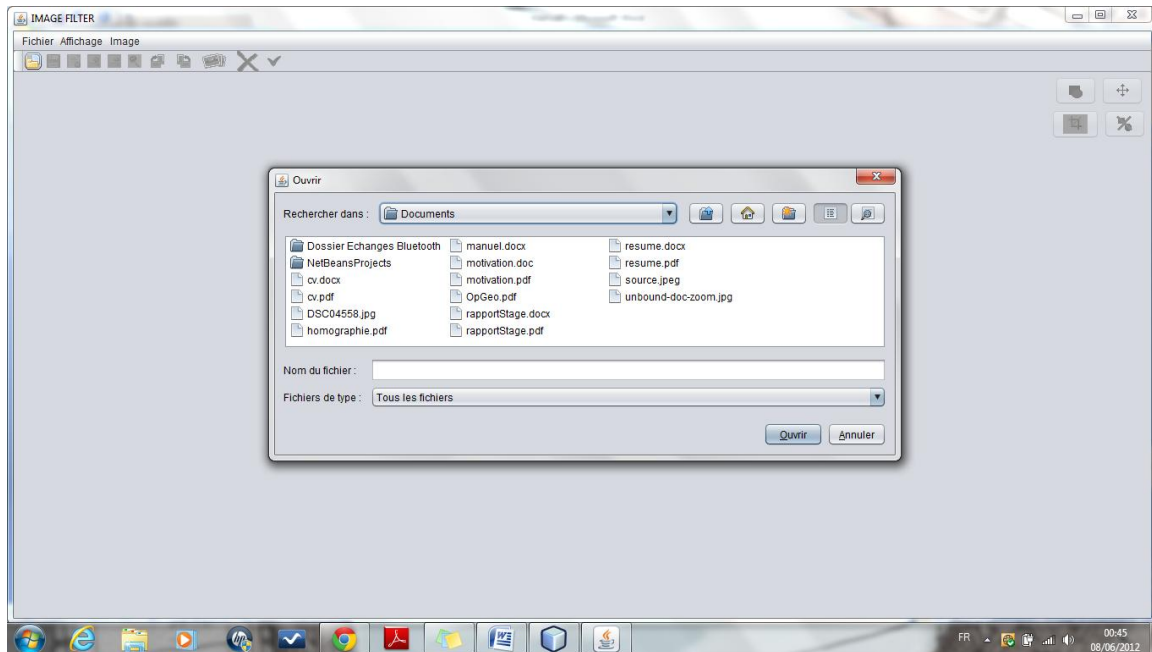 IMAGE FILTER
Fichier Affichage Image
Ouvrir
Rechercher dans :
Documents
Dossier Echanges Bluetooth
NetBeansProjects
cv.docx
cv.pdf
DSC04558.jpg
homographie.pdf
manuel.docx
motivation.doc
motivation.pdf
OpGeo.pdf
rapportStage.docx
rapportStage.pdf
resume.docx
resume.pdf
source.jpeg
unbound-doc-zoom.jpg
Nom du fichier :
Fichiers de type :
Tous les fichiers
Ouvrir
Annuler
FR
00:45
08/06/2012